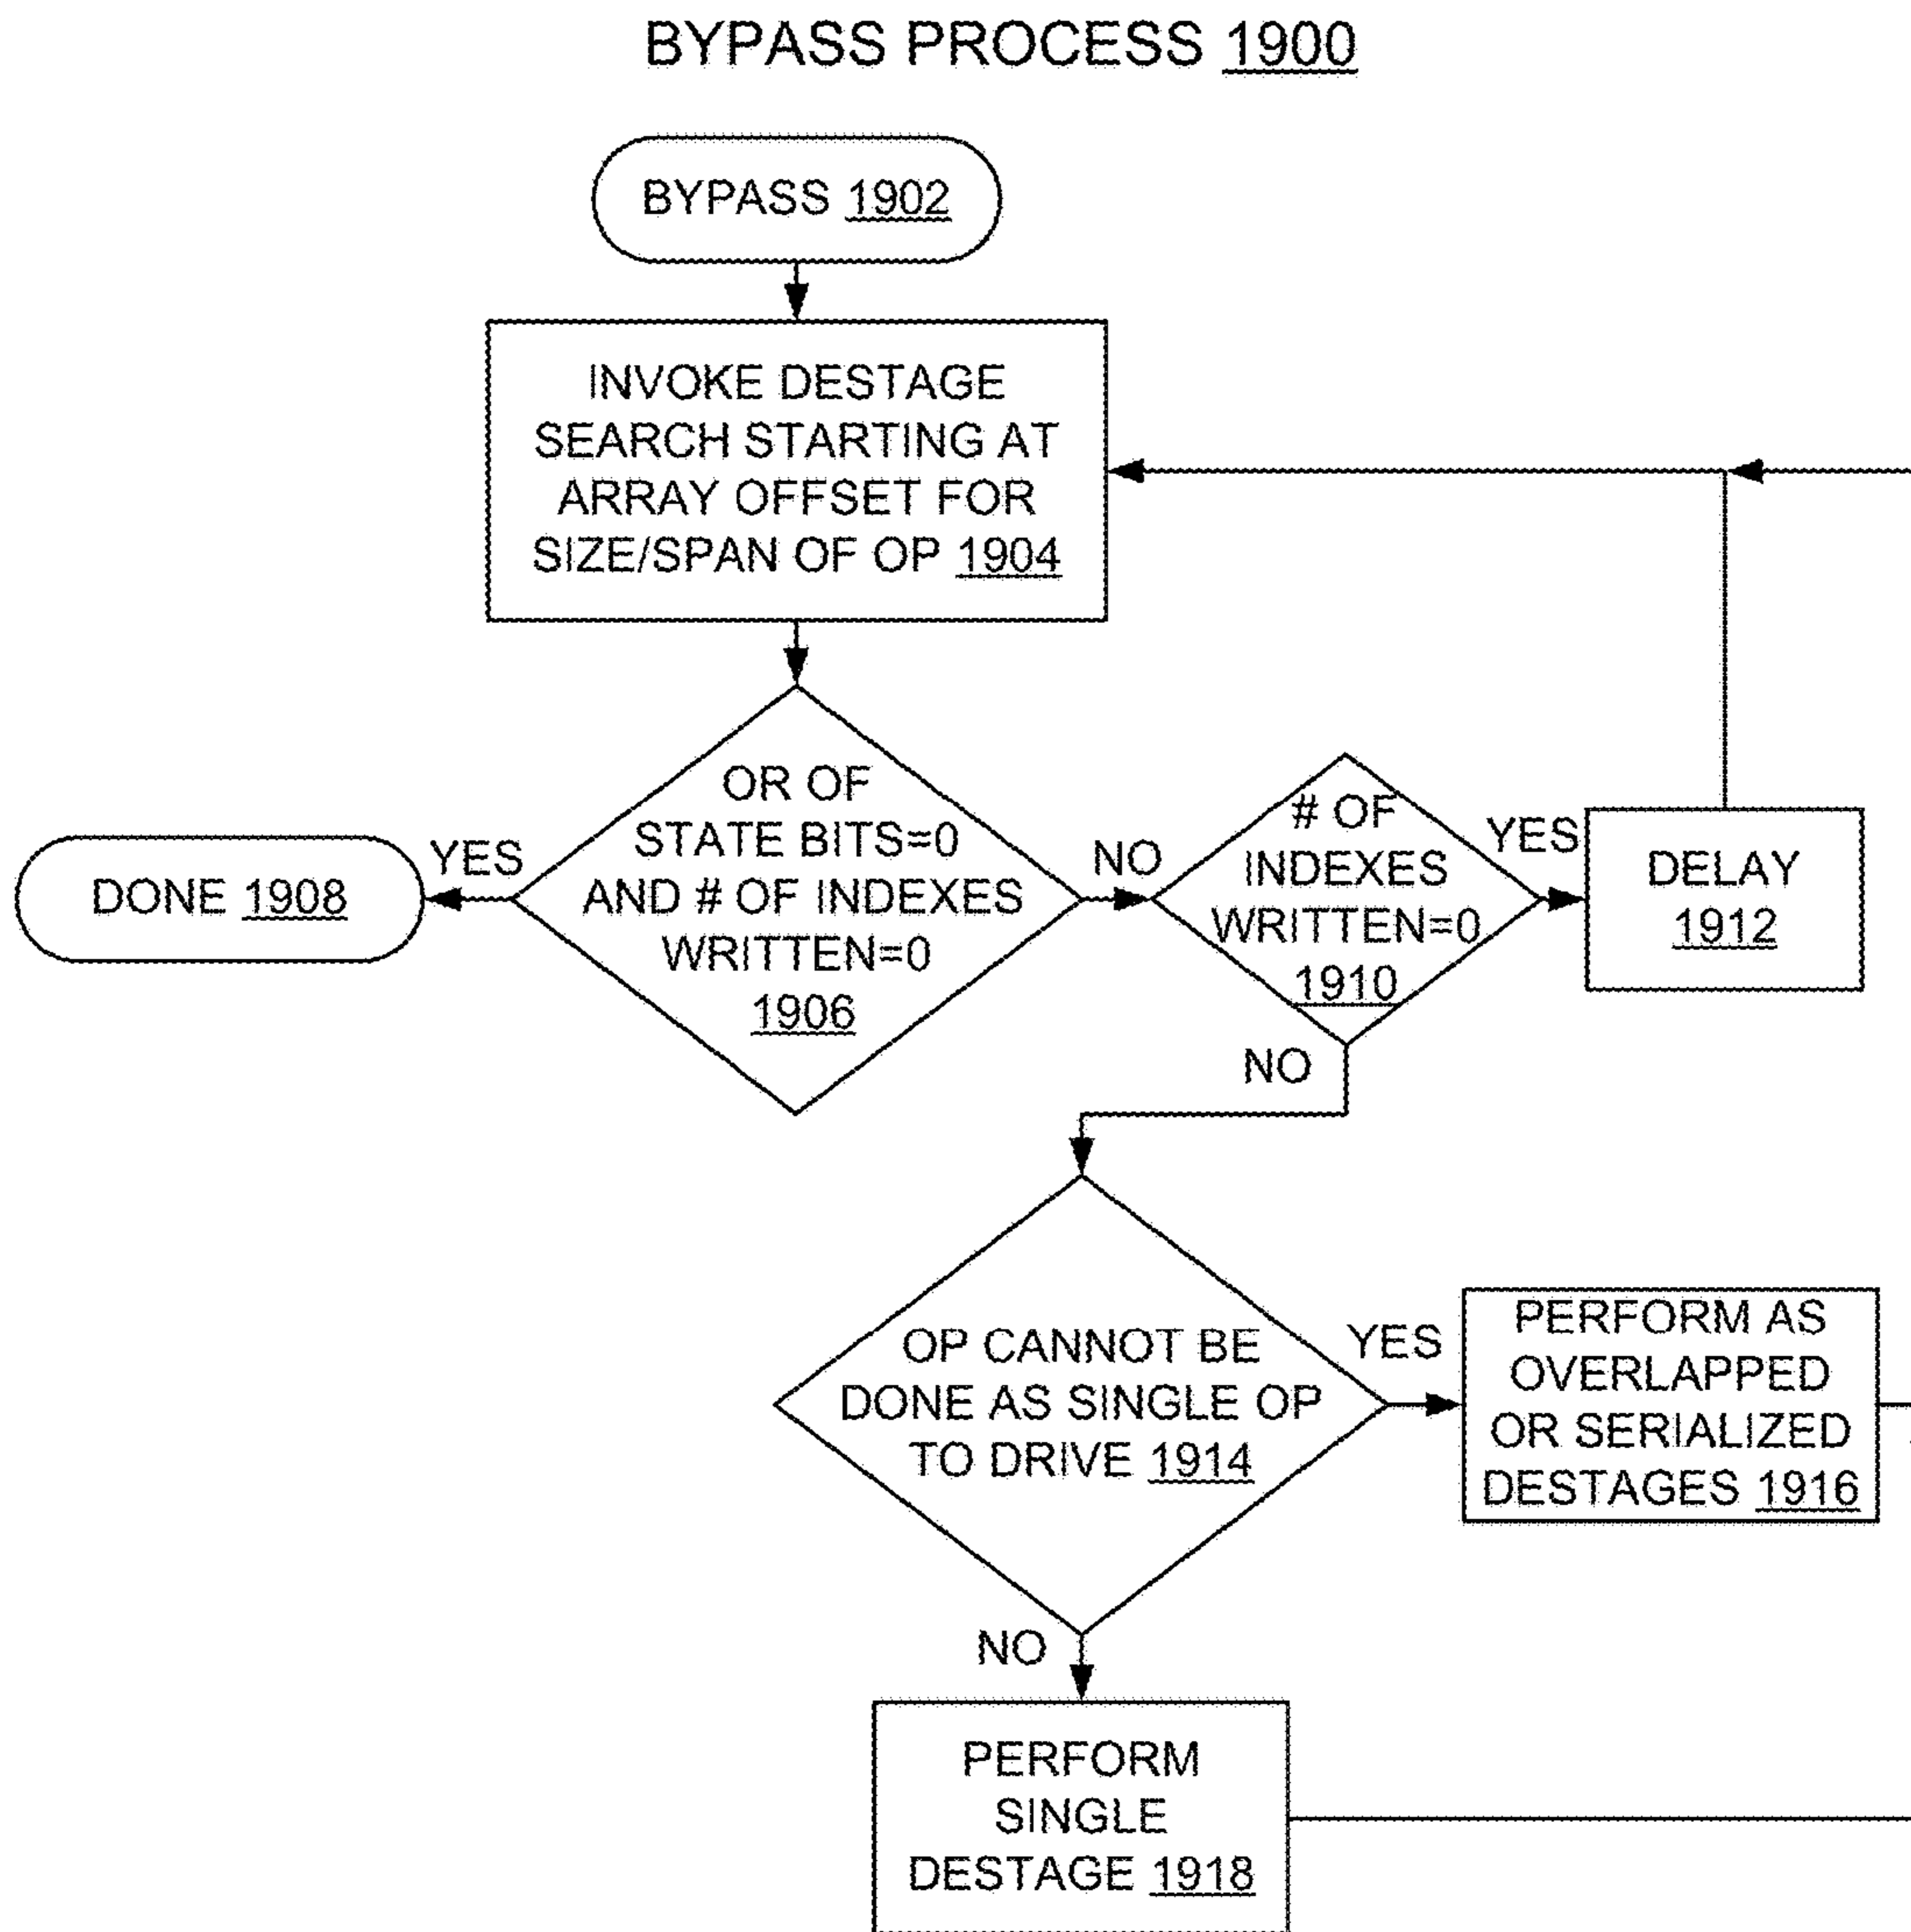 BYPASS PROCESS 1900
BYPASS 1902
INVOKE DESTAGE
SEARCH STARTING AT
ARRAY OFFSET FOR
SIZE/SPAN OF OP 1904
OR OF
STATE BITS=0
AND # OF INDEXES
WRITTEN=0
1906
YES
DONE 1908
NO
# OF
INDEXES
WRITTEN=0
1910
YES
DELAY
1912
NO
OP CANNOT BE
DONE AS SINGLE OP
TO DRIVE 1914
YES
PERFORM AS
OVERLAPPED
OR SERIALIZED
DESTAGES 1916
NO
PERFORM
SINGLE
DESTAGE 1918